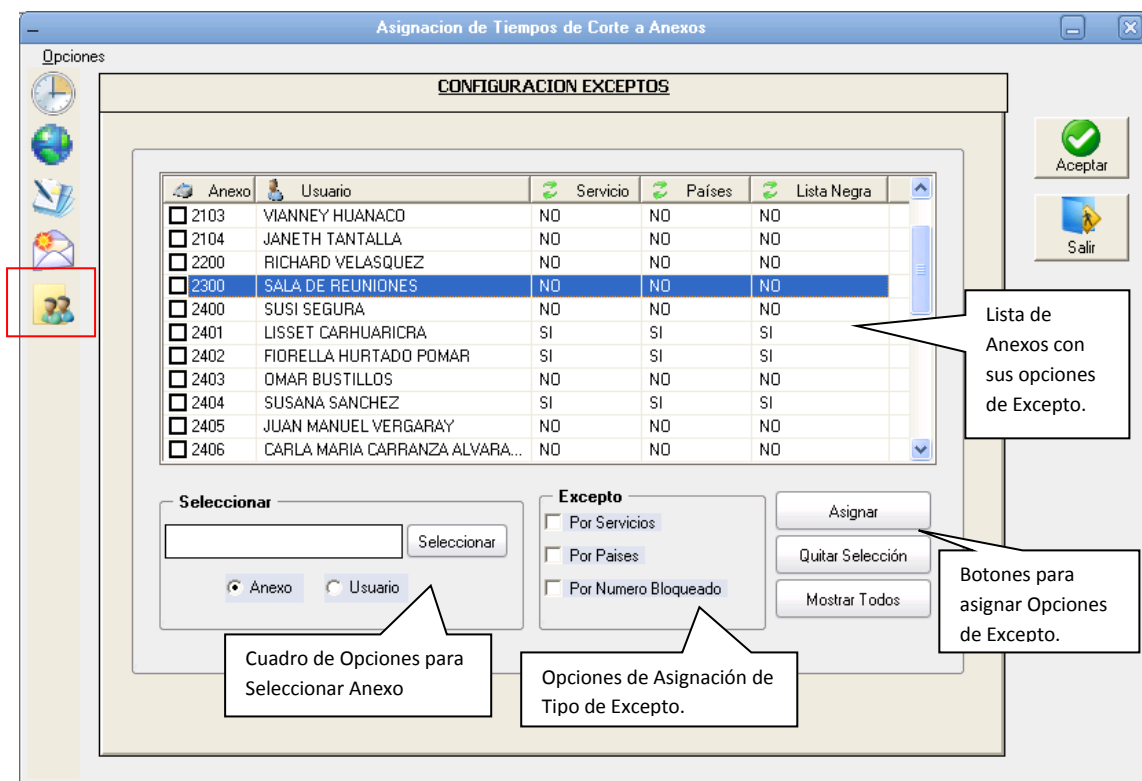 Asignacion de Tiempos de Corte a Anexos
Opciones
CONFIGURACION EXCEPTOS
Aceptar
Salir
Anexo Usuario Servicio Países Lista Negra
2103 VIANNEY HUANACO NO NO NO
2104 JANETH TANTALLA NO NO NO
2200 RICHARD VELASQUEZ NO NO NO
2300 SALA DE REUNIONES NO NO NO
2400 SUSI SEGURA NO NO NO
2401 LISSET CARHUARICRA SI SI SI
2402 FIORELLA HURTADO POMAR SI SI SI
2403 OMAR BUSTILLOS NO NO NO
2404 SUSANA SANCHEZ SI SI SI
2405 JUAN MANUEL VERGARAY NO NO NO
2406 CARLA MARIA CARRANZA ALVARA... NO NO NO
Lista de
Anexos con
sus opciones
de Excepto.
Seleccionar
Seleccionar
Anexo Usuario
Excepto
Por Servicios
Por Paises
Por Numero Bloqueado
Asignar
Quitar Selección
Mostrar Todos
Botones para
asignar Opciones
de Excepto.
Cuadro de Opciones para
Seleccionar Anexo
Opciones de Asignación de
Tipo de Excepto.